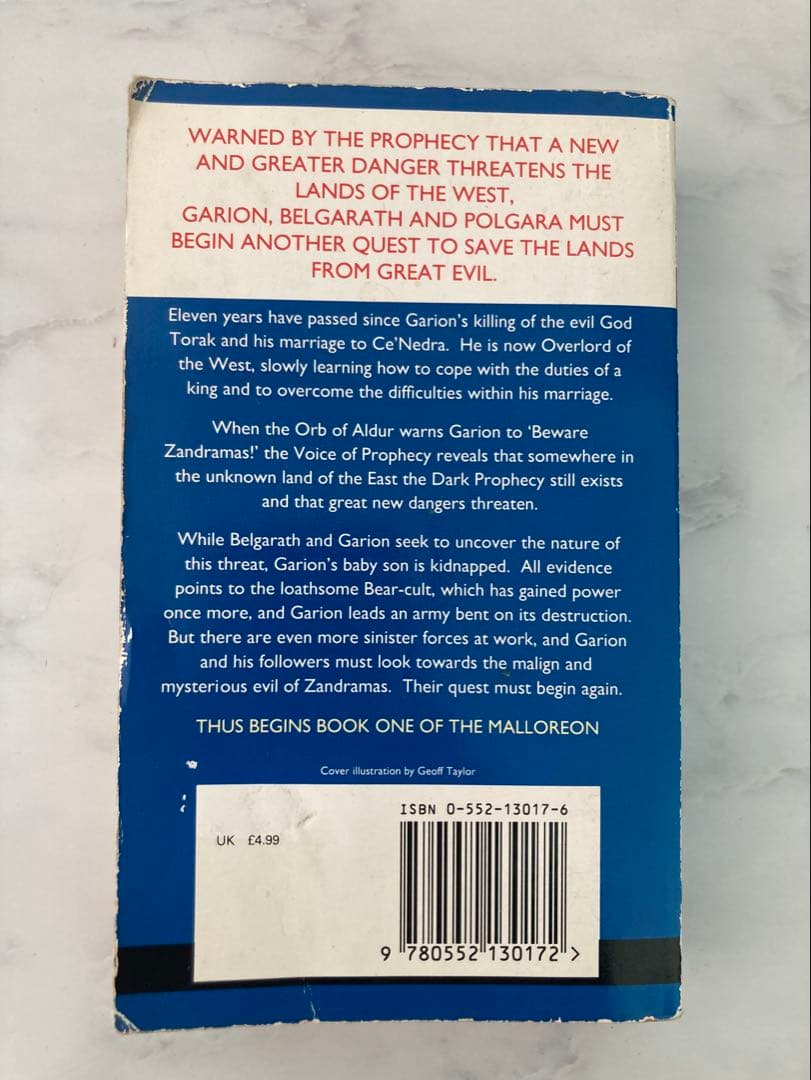 WARNED BY THE PROPHECY THAT A NEW
AND GREATER DANGER THREATENS THE
LANDS OF THE WEST,
GARION, BELGARATH AND POLGARA MUST
BEGIN ANOTHER QUEST TO SAVE THE LANDS
FROM GREAT EVIL.
Eleven years have passed since Garion's killing of the evil God
Torak and his marriage to Ce'Nedra. He is now Overlord of
the West, slowly learning how to cope with the duties of a
king and to overcome the difficulties within his marriage.
When the Orb of Aldur warns Garion to 'Beware
Zandramas!' the Voice of Prophecy reveals that somewhere in
the unknown land of the East the Dark Prophecy still exists
and that great new dangers threaten.
While Belgarath and Garion seek to uncover the nature of
this threat, Garion's baby son is kidnapped. All evidence
points to the loathsome Bear-cult, which has gained power
once more, and Garion leads an army bent on its destruction.
But there are even more sinister forces at work, and Garion
and his followers must look towards the malign and
mysterious evil of Zandramas. Their quest must begin again.
THUS BEGINS BOOK ONE OF THE MALLOREON
Cover illustration by Geoff Taylor
ISBN 0-552-13017-6
UK £4.99
9 780552 130172 >